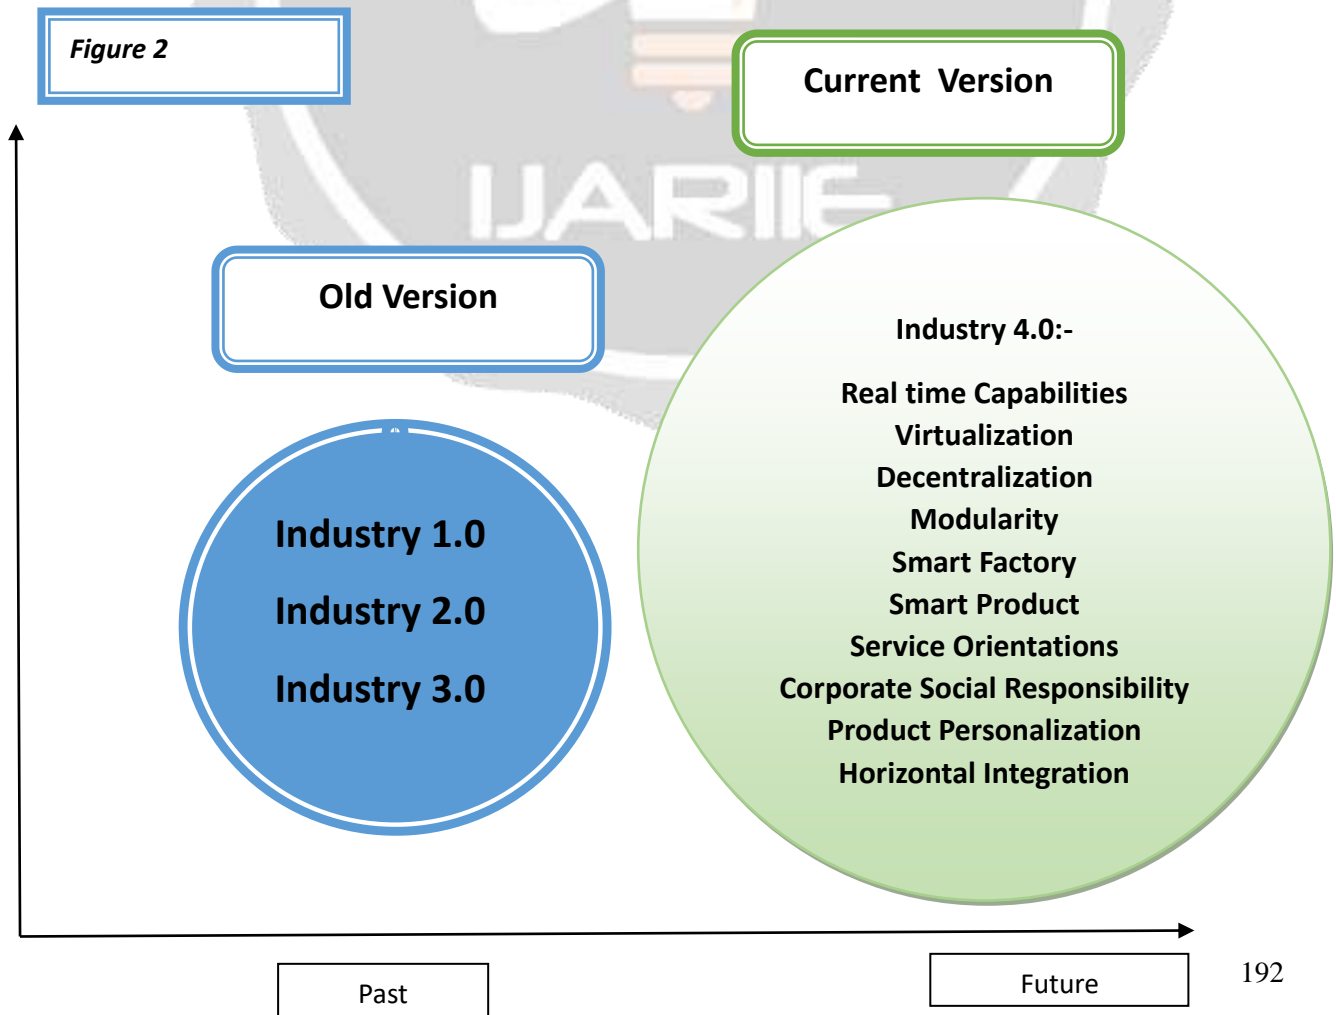 Figure 2
Current Version
IJARIIE
Old Version
Industry 1.0
Industry 2.0
Industry 3.0
Industry 4.0:-
Real time Capabilities
Virtualization
Decentralization
Modularity
Smart Factory
Smart Product
Service Orientations
Corporate Social Responsibility
Product Personalization
Horizontal Integration
Past
Future
192